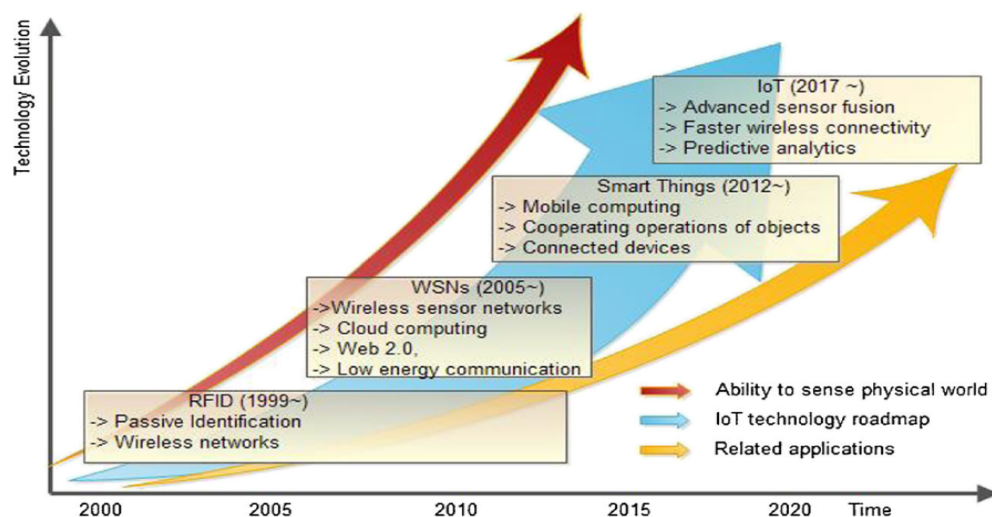 Technology Evolution
IoT (2017 ~)
-> Advanced sensor fusion
-> Faster wireless connectivity
-> Predictive analytics
Smart Things (2012~)
-> Mobile computing
-> Cooperating operations of objects
-> Connected devices
WSNs (2005~)
->Wireless sensor networks
-> Cloud computing
-> Web 2.0,
-> Low energy communication
RFID (1999~)
-> Passive Identification
-> Wireless networks
Ability to sense physical world
IoT technology roadmap
Related applications
2000 2005 2010 2015 2020 Time